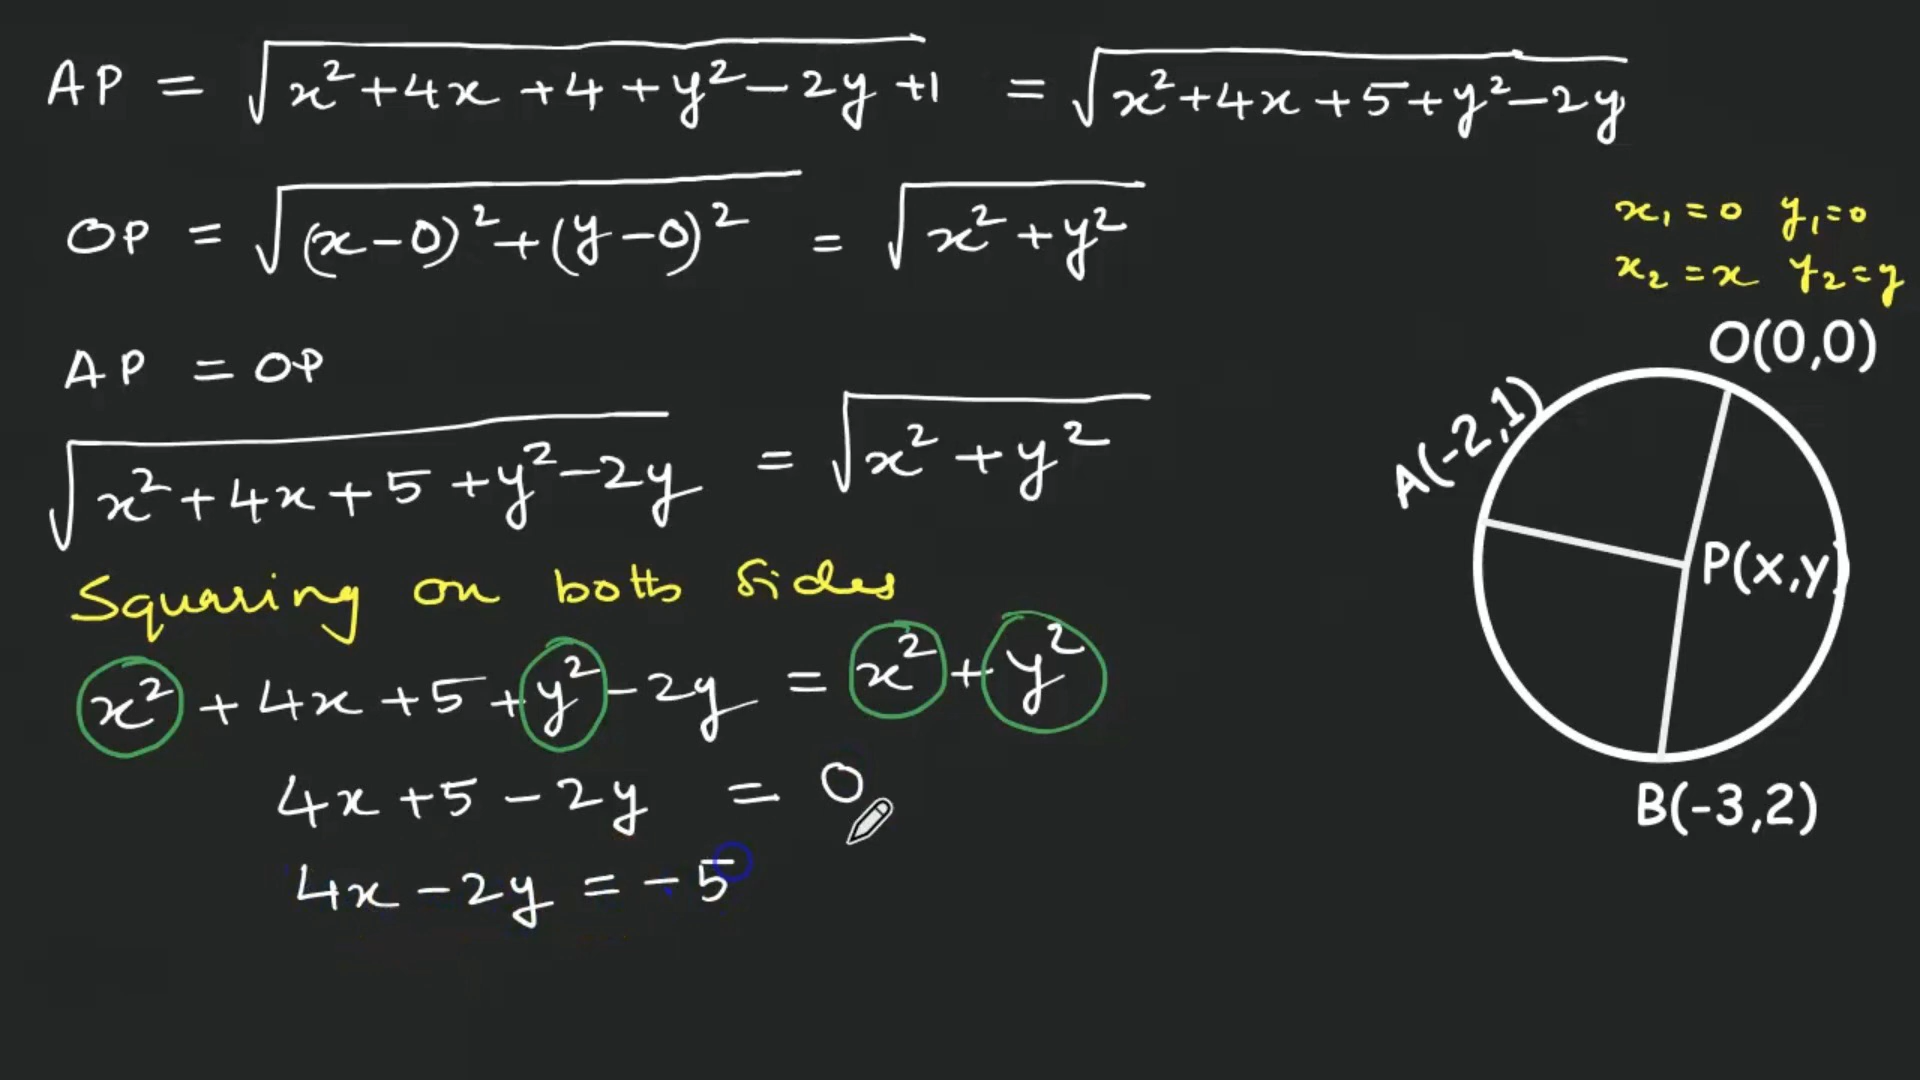 AP = √(x²+4x+4+y²−2y+1) = √(x²+4x+5+y²−2y)
OP = √((x−0)²+(y−0)²) = √(x²+y²)
x₁=0 y₁=0
x₂=x y₂=y
O(0,0)
A(-2,1)
P(x,y)
B(-3,2)
AP = OP
√(x²+4x+5+y²−2y) = √(x²+y²)
Squaring on both sides
x²+4x+5+y²−2y = x²+y²
4x+5−2y = 0
4x−2y = −5